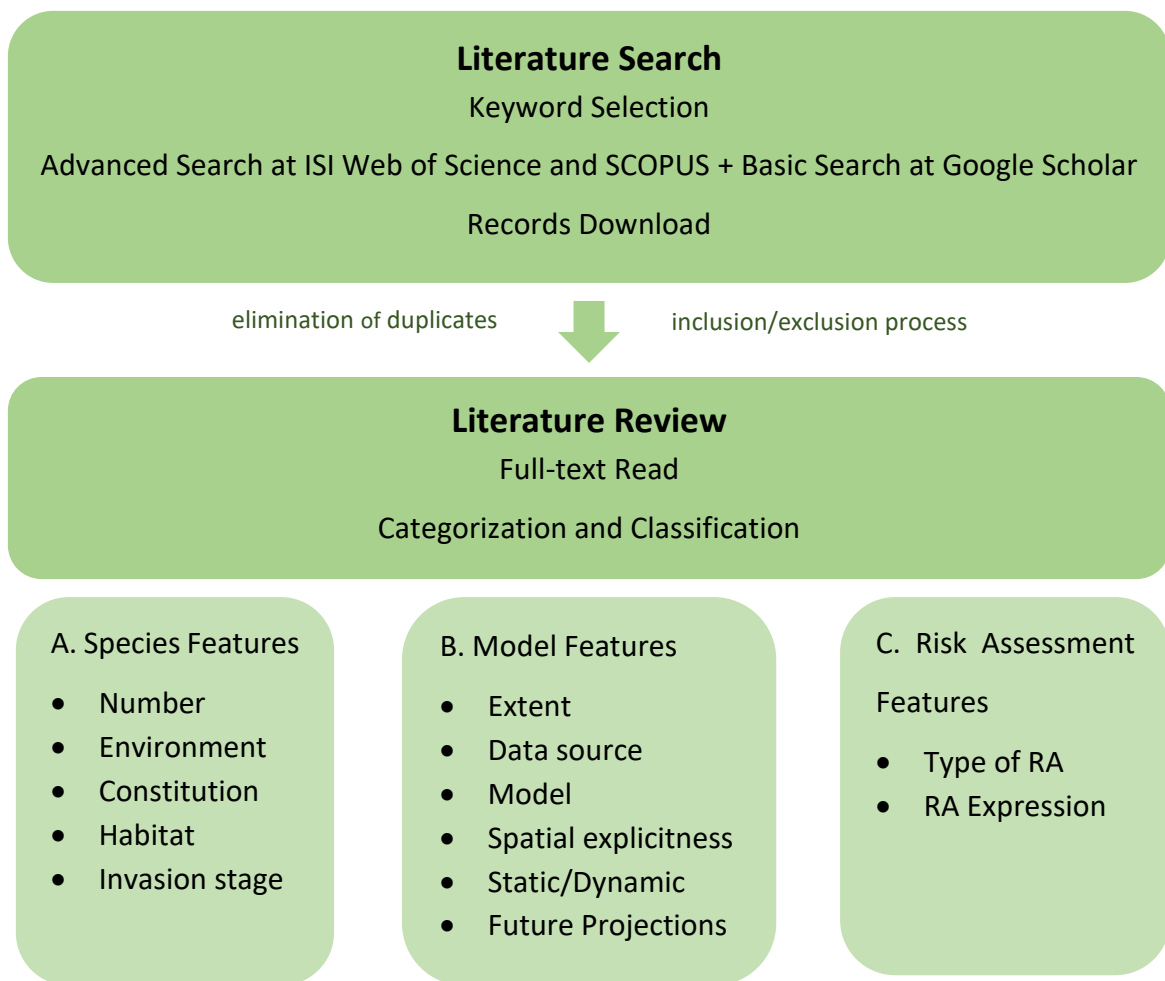 Literature Search
Keyword Selection
Advanced Search at ISI Web of Science and SCOPUS + Basic Search at Google Scholar
Records Download
elimination of duplicates
inclusion/exclusion process
Literature Review
Full-text Read
Categorization and Classification
A. Species Features
• Number
• Environment
• Constitution
• Habitat
• Invasion stage
B. Model Features
• Extent
• Data source
• Model
• Spatial explicitness
• Static/Dynamic
• Future Projections
C. Risk Assessment
Features
• Type of RA
• RA Expression